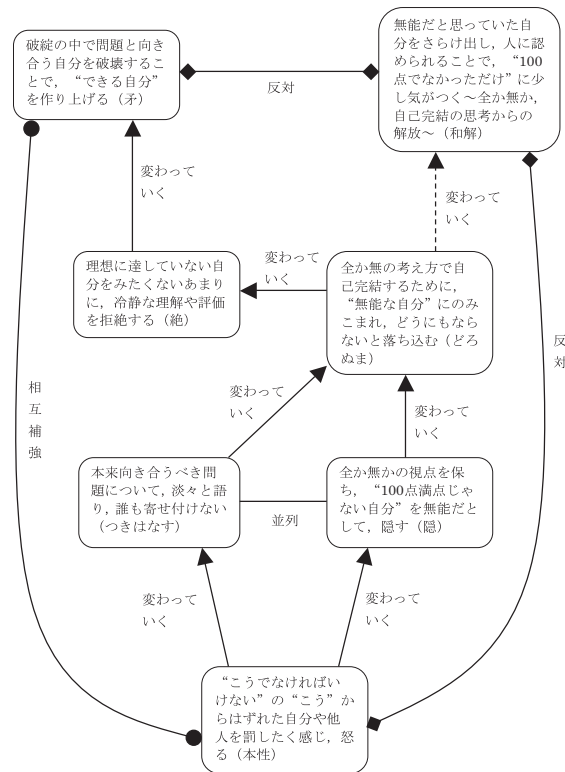 破綻の中で問題と向き
合う自分を破壊するこ
とで，“できる自分”
を作り上げる（矛）
反対
無能だと思っていた自
分をさらけ出し，人に認
められることで，“100
点でなかっただけ”に少
し気がつく～全か無か，
自己完結の思考からの
解放～（和解）
変わって
いく
変わって
いく
理想に達していない自
分をみたくないあまり
に，冷静な理解や評価
を拒絶する（絶）
変わって
いく
全か無の考え方で自
己完結するために，
“無能な自分”にのみ
こまれ，どうにもなら
ないと落ち込む（どろ
ぬま）
反
対
相
互
補
強
変わって
いく
変わって
いく
本来向き合うべき問
題について，淡々と語
り，誰も寄せ付けない
（つきはなす）
並列
全か無かの視点を保
ち，“100点満点じゃ
ない自分”を無能だと
して，隠す（隠）
変わって
いく
変わって
いく
“こうでなければい
けない”の“こう”か
らはずれた自分や他
人を罰したく感じ，怒
る（本性）